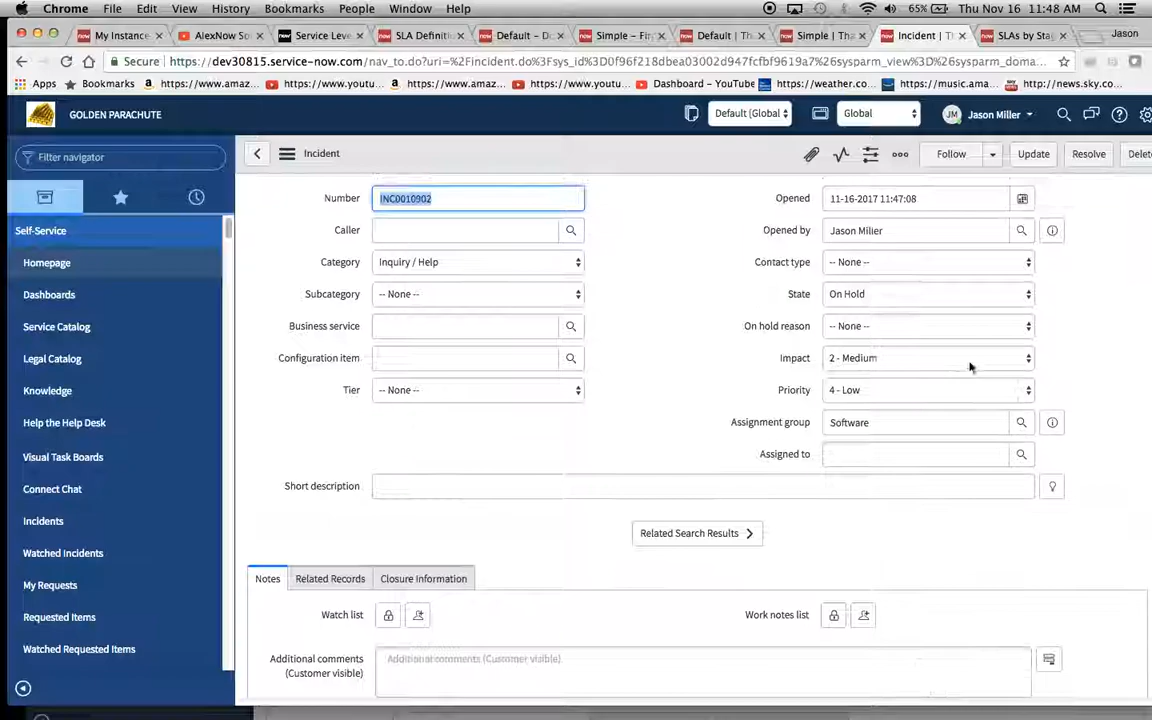 Chrome File Edit View History Bookmarks People Window Help 65% Thu Nov 16 11:48 AM
My Instance AlexNow So Service Leve SLA Definiti Default – D Simple – Fi Default | Th Simple | Tha Incident | T SLAs by Sta Jason
Secure https://dev30815.service-now.com/nav_to.do?uri=%2Fincident.do%3Fsys_id%3D0f96f218dbea03002d947fcfbf9619a7%26sysparm_view%3D%26sysparm_doma...
Apps Bookmarks https://www.amaz... https://www.youtu... https://www.amaz... https://www.youtu... Dashboard – YouTube https://weather.co... https://music.ama... http://news.sky.co...
GOLDEN PARACHUTE Default (Global Global JM Jason Miller
Filter navigator Incident Follow Update Resolve Delete
Self-Service
Homepage
Dashboards
Service Catalog
Legal Catalog
Knowledge
Help the Help Desk
Visual Task Boards
Connect Chat
Incidents
Watched Incidents
My Requests
Requested Items
Watched Requested Items
Number INC0010902 Opened 11-16-2017 11:47:08
Caller Opened by Jason Miller
Category Inquiry / Help Contact type -- None --
Subcategory -- None -- State On Hold
Business service On hold reason -- None --
Configuration item Impact 2 - Medium
Tier -- None -- Priority 4 - Low
Assignment group Software
Assigned to
Short description
Related Search Results
Notes Related Records Closure Information
Watch list Work notes list
Additional comments (Customer visible) Additional comments (Customer visible)